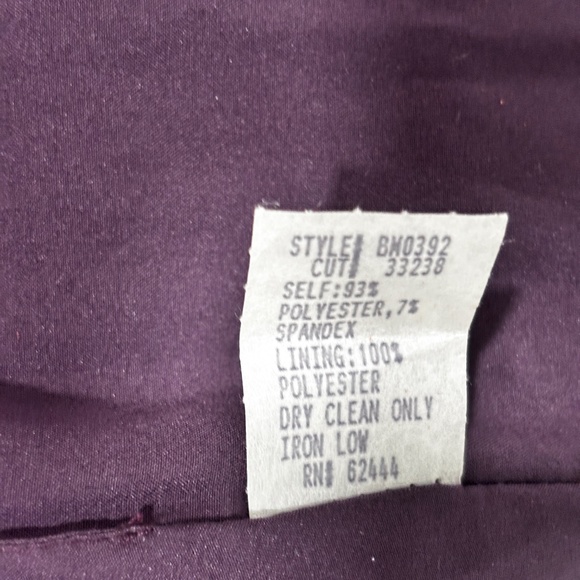 STYLE# BM0392
CUT# 33238
SELF:93%
POLYESTER,7%
SPANDEX
LINING:100%
POLYESTER
DRY CLEAN ONLY
IRON LOW
RN# 62444